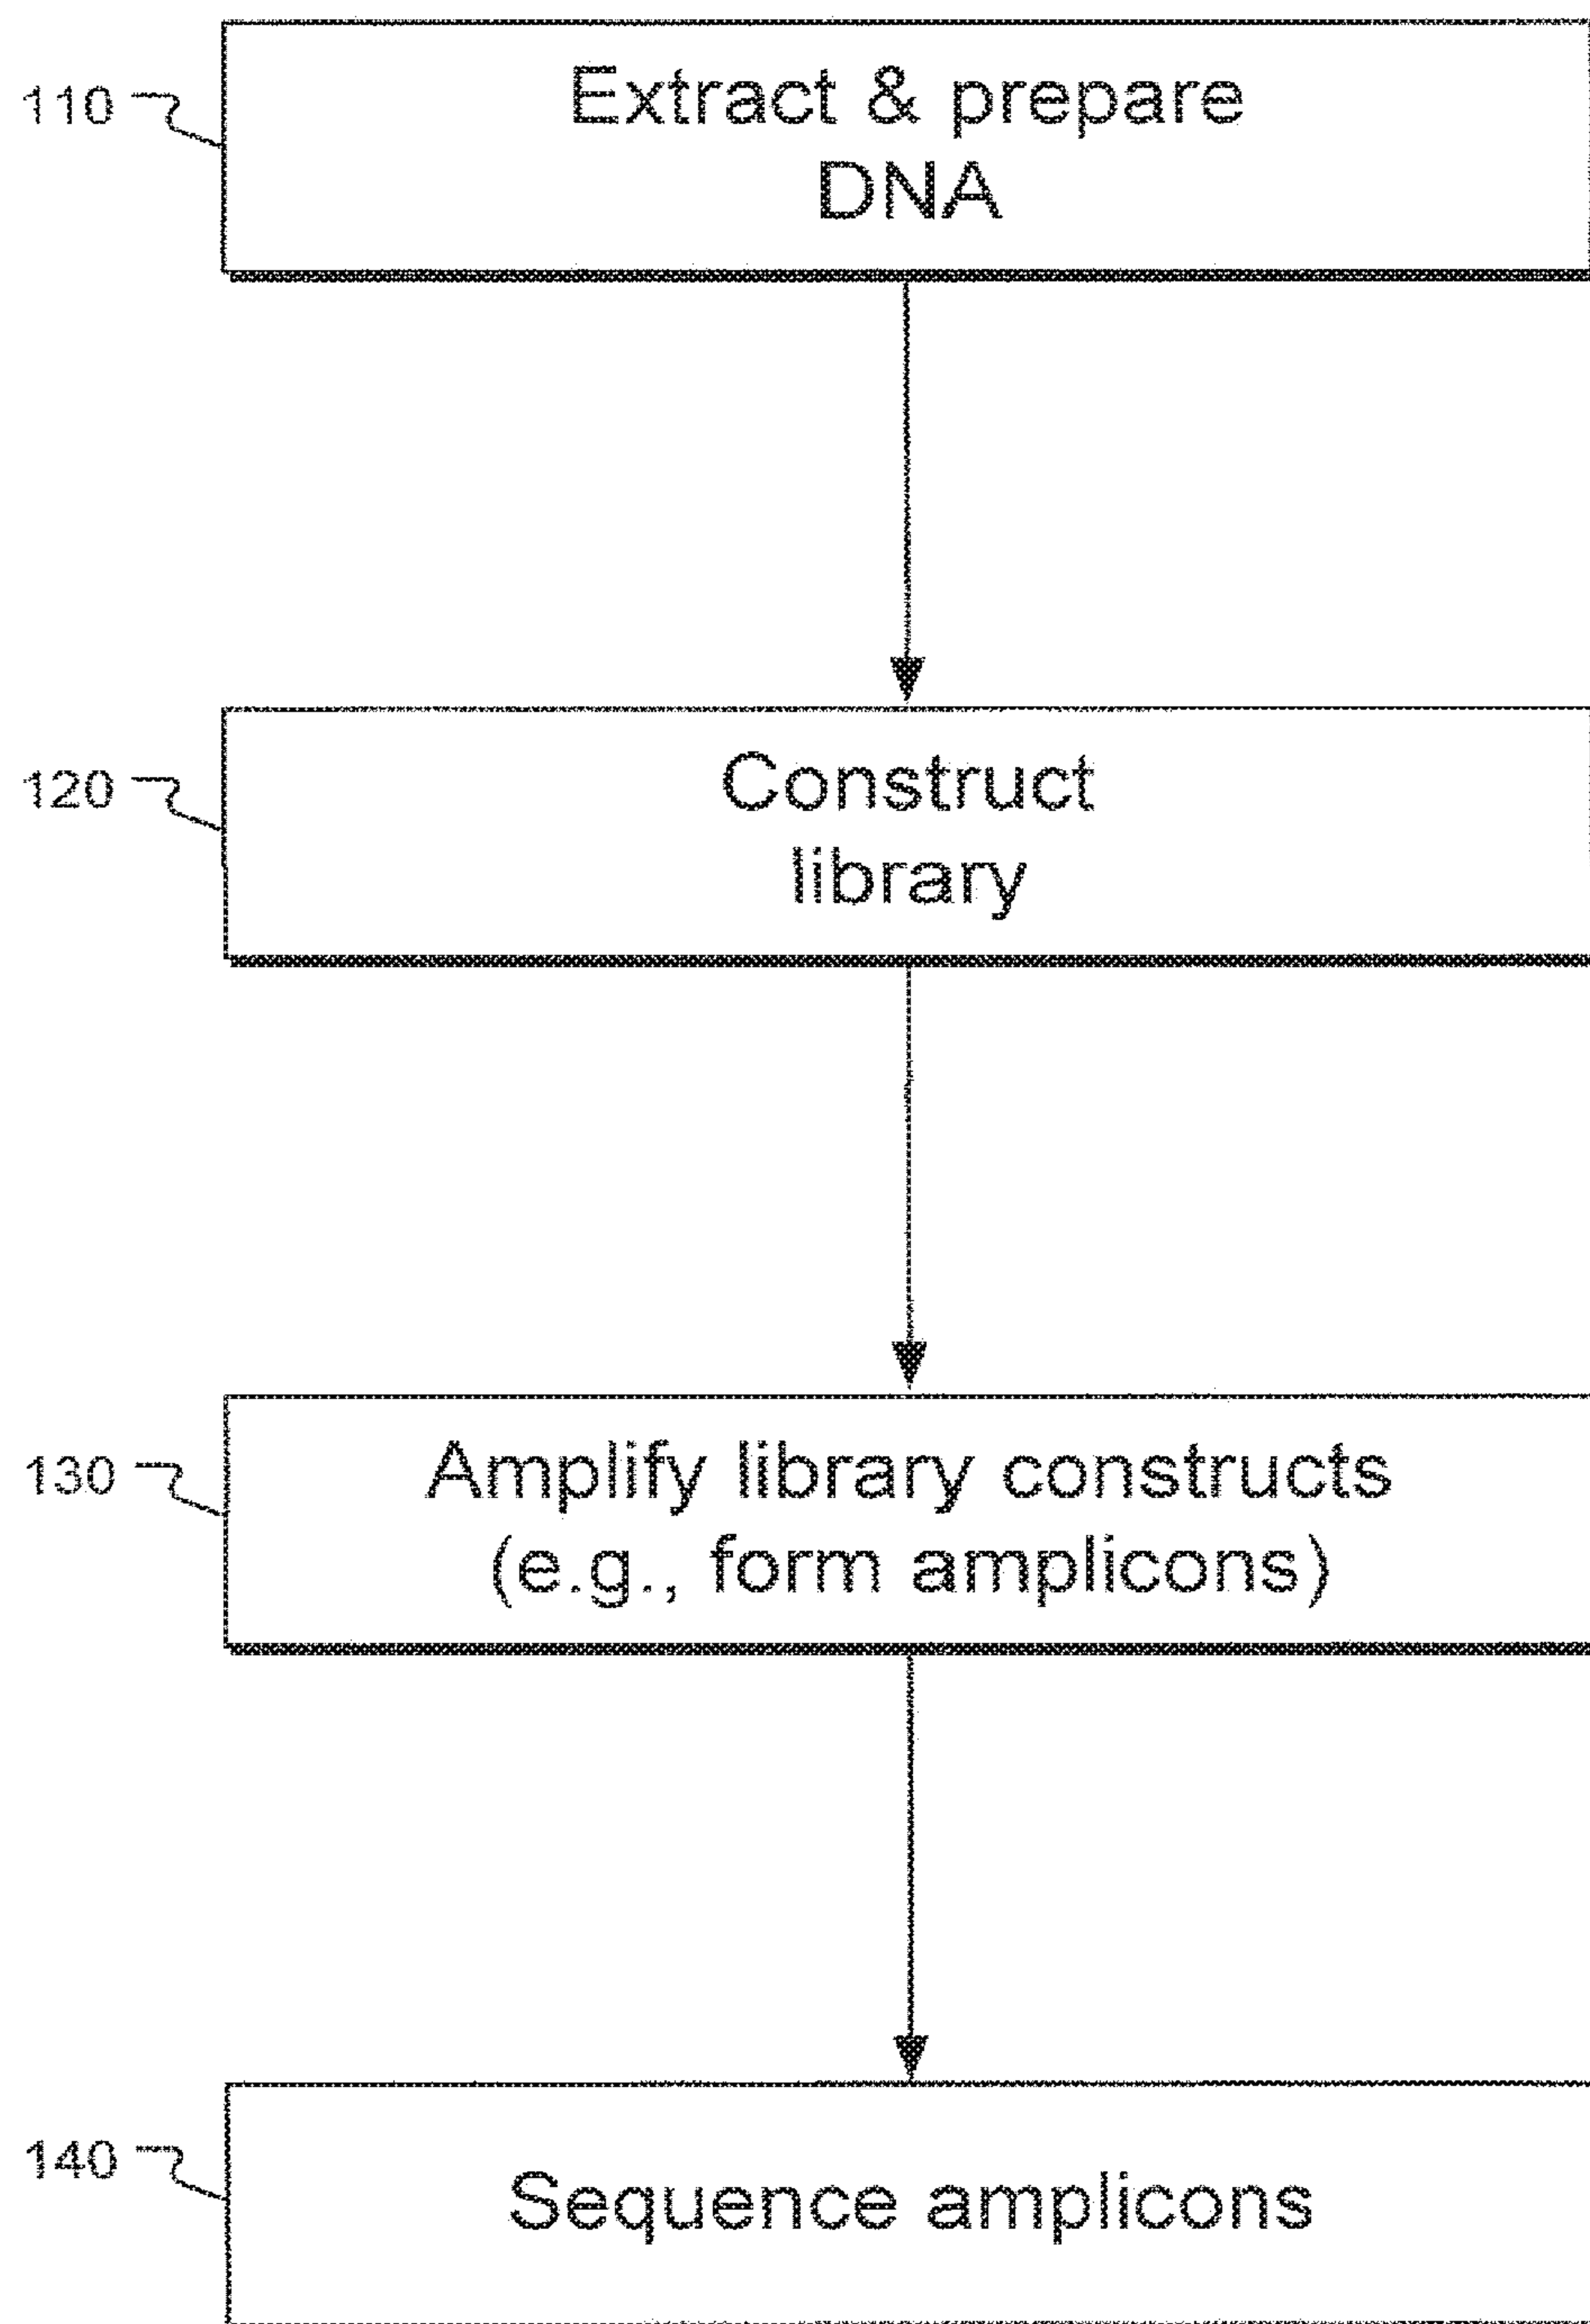 110
Extract & prepare
DNA
120
Construct
library
130
Amplify library constructs
(e.g., form amplicons)
140
Sequence amplicons